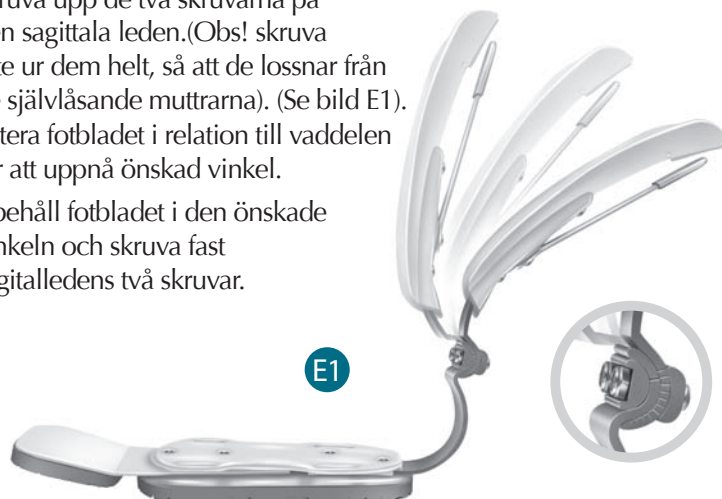 kruva upp de två skruvarna på
en sagittala leden.(Obs! skruva
te ur dem helt, så att de lossnar från
e självlåsande muttrarna). (Se bild E1).
tera fotbladet i relation till vaddelen
r att uppnå önskad vinkel.
behåll fotbladet i den önskade
nkeln och skruva fast
gitalledens två skruvar.
E1